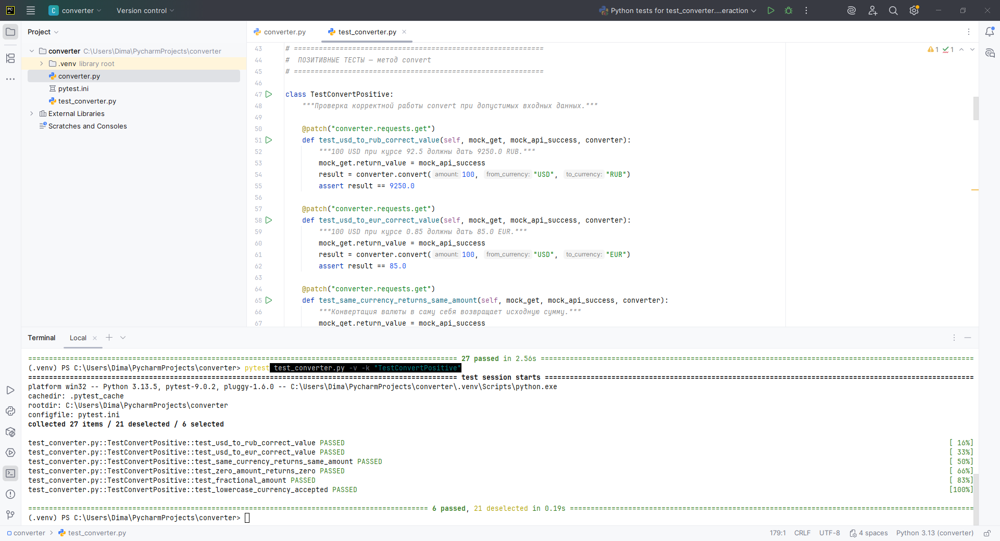 PC
C converter
Version control
Python tests for test_converter....eraction
Project
converter C:\Users\Dima\PycharmProjects\converter
.venv library root
converter.py
pytest.ini
test_converter.py
External Libraries
Scratches and Consoles
converter.py
test_converter.py
1 1
43 # ============================================================
44 # ПОЗИТИВНЫЕ ТЕСТЫ — метод convert
45 # ============================================================
46
47 class TestConvertPositive:
48 """Проверка корректной работы convert при допустимых входных данных."""
49
50 @patch("converter.requests.get")
51 def test_usd_to_rub_correct_value(self, mock_get, mock_api_success, converter):
52 """100 USD при курсе 92.5 должны дать 9250.0 RUB."""
53 mock_get.return_value = mock_api_success
54 result = converter.convert( amount: 100, from_currency: "USD", to_currency: "RUB")
55 assert result == 9250.0
56
57 @patch("converter.requests.get")
58 def test_usd_to_eur_correct_value(self, mock_get, mock_api_success, converter):
59 """100 USD при курсе 0.85 должны дать 85.0 EUR."""
60 mock_get.return_value = mock_api_success
61 result = converter.convert( amount: 100, from_currency: "USD", to_currency: "EUR")
62 assert result == 85.0
63
64 @patch("converter.requests.get")
65 def test_same_currency_returns_same_amount(self, mock_get, mock_api_success, converter):
66 """Конвертация валюты в саму себя возвращает исходную сумму."""
67 mock_get.return_value = mock_api_success
Terminal
Local
======================================================================================================= 27 passed in 2.56s ========================================================================================================
(.venv) PS C:\Users\Dima\PycharmProjects\converter> pytest test_converter.py -v -k "TestConvertPositive"
======================================================================================================= test session starts =======================================================================================================
platform win32 -- Python 3.13.5, pytest-9.0.2, pluggy-1.6.0 -- C:\Users\Dima\PycharmProjects\converter\.venv\Scripts\python.exe
cachedir: .pytest_cache
rootdir: C:\Users\Dima\PycharmProjects\converter
configfile: pytest.ini
collected 27 items / 21 deselected / 6 selected
test_converter.py::TestConvertPositive::test_usd_to_rub_correct_value PASSED [ 16%]
test_converter.py::TestConvertPositive::test_usd_to_eur_correct_value PASSED [ 33%]
test_converter.py::TestConvertPositive::test_same_currency_returns_same_amount PASSED [ 50%]
test_converter.py::TestConvertPositive::test_zero_amount_returns_zero PASSED [ 66%]
test_converter.py::TestConvertPositive::test_fractional_amount PASSED [ 83%]
test_converter.py::TestConvertPositive::test_lowercase_currency_accepted PASSED [100%]
================================================================================================ 6 passed, 21 deselected in 0.19s =================================================================================================
(.venv) PS C:\Users\Dima\PycharmProjects\converter>
converter > test_converter.py
179:1 CRLF UTF-8 4 spaces Python 3.13 (converter)